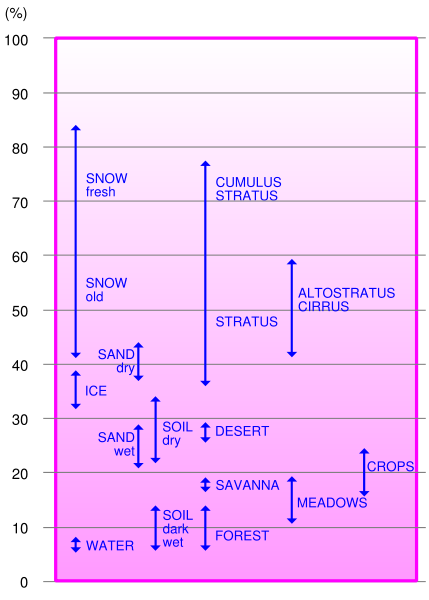 (%)
100
90
80
70
60
50
40
30
20
10
0
SNOW
fresh
SNOW
old
ICE
WATER
SAND
dry
SAND
wet
SOIL
dry
SOIL
dark
wet
CUMULUS
STRATUS
STRATUS
DESERT
SAVANNA
FOREST
ALTOSTRATUS
CIRRUS
MEADOWS
CROPS